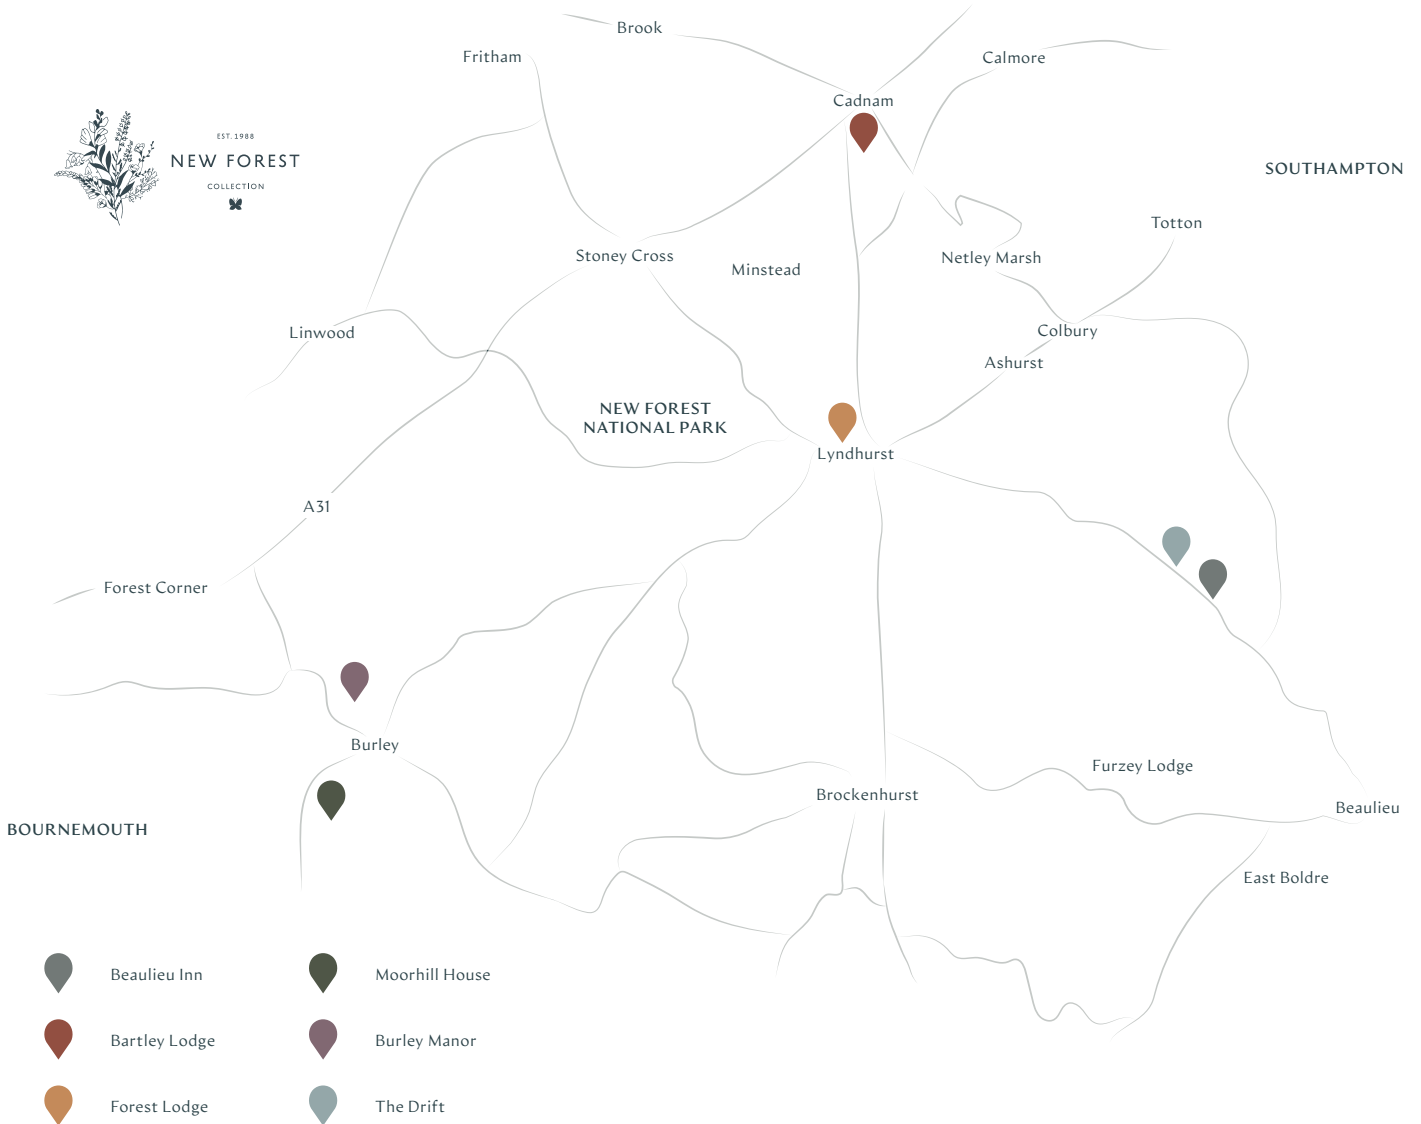 Brook
Fritham
Calmore
Cadnam
EST. 1988
NEW FOREST
COLLECTION
SOUTHAMPTON
Totton
Stoney Cross
Minstead
Netley Marsh
Linwood
Colbury
Ashurst
NEW FOREST
NATIONAL PARK
Lyndhurst
A31
Forest Corner
Burley
Furzey Lodge
Brockenhurst
Beaulieu
BOURNEMOUTH
East Boldre
Beaulieu Inn
Moorhill House
Bartley Lodge
Burley Manor
Forest Lodge
The Drift